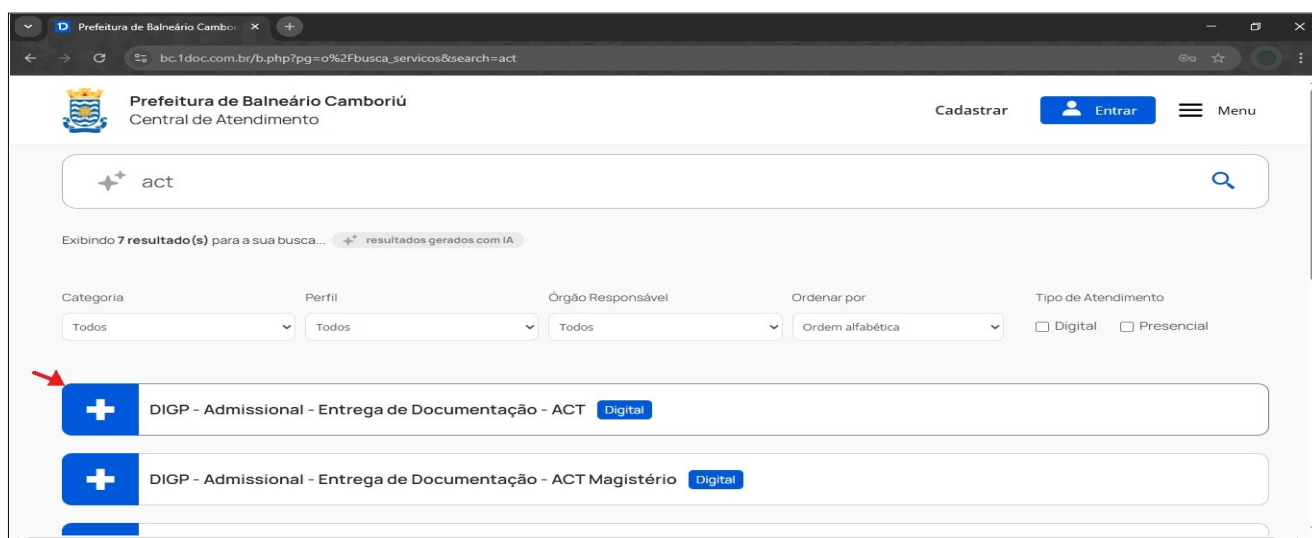 Prefeitura de Balneário Cambor
bc.1doc.com.br/b.php?pg=o%2Fbusca_servicos&search=act
Prefeitura de Balneário Camboriú
Central de Atendimento
Cadastrar
Entrar
Menu
act
Exibindo 7 resultado(s) para a sua busca... resultados gerados com IA
Categoria Perfil Órgão Responsável Ordenar por Tipo de Atendimento
Todos Todos Todos Ordem alfabética Digital Presencial
DIGP - Admissional - Entrega de Documentação - ACT Digital
DIGP - Admissional - Entrega de Documentação - ACT Magistério Digital